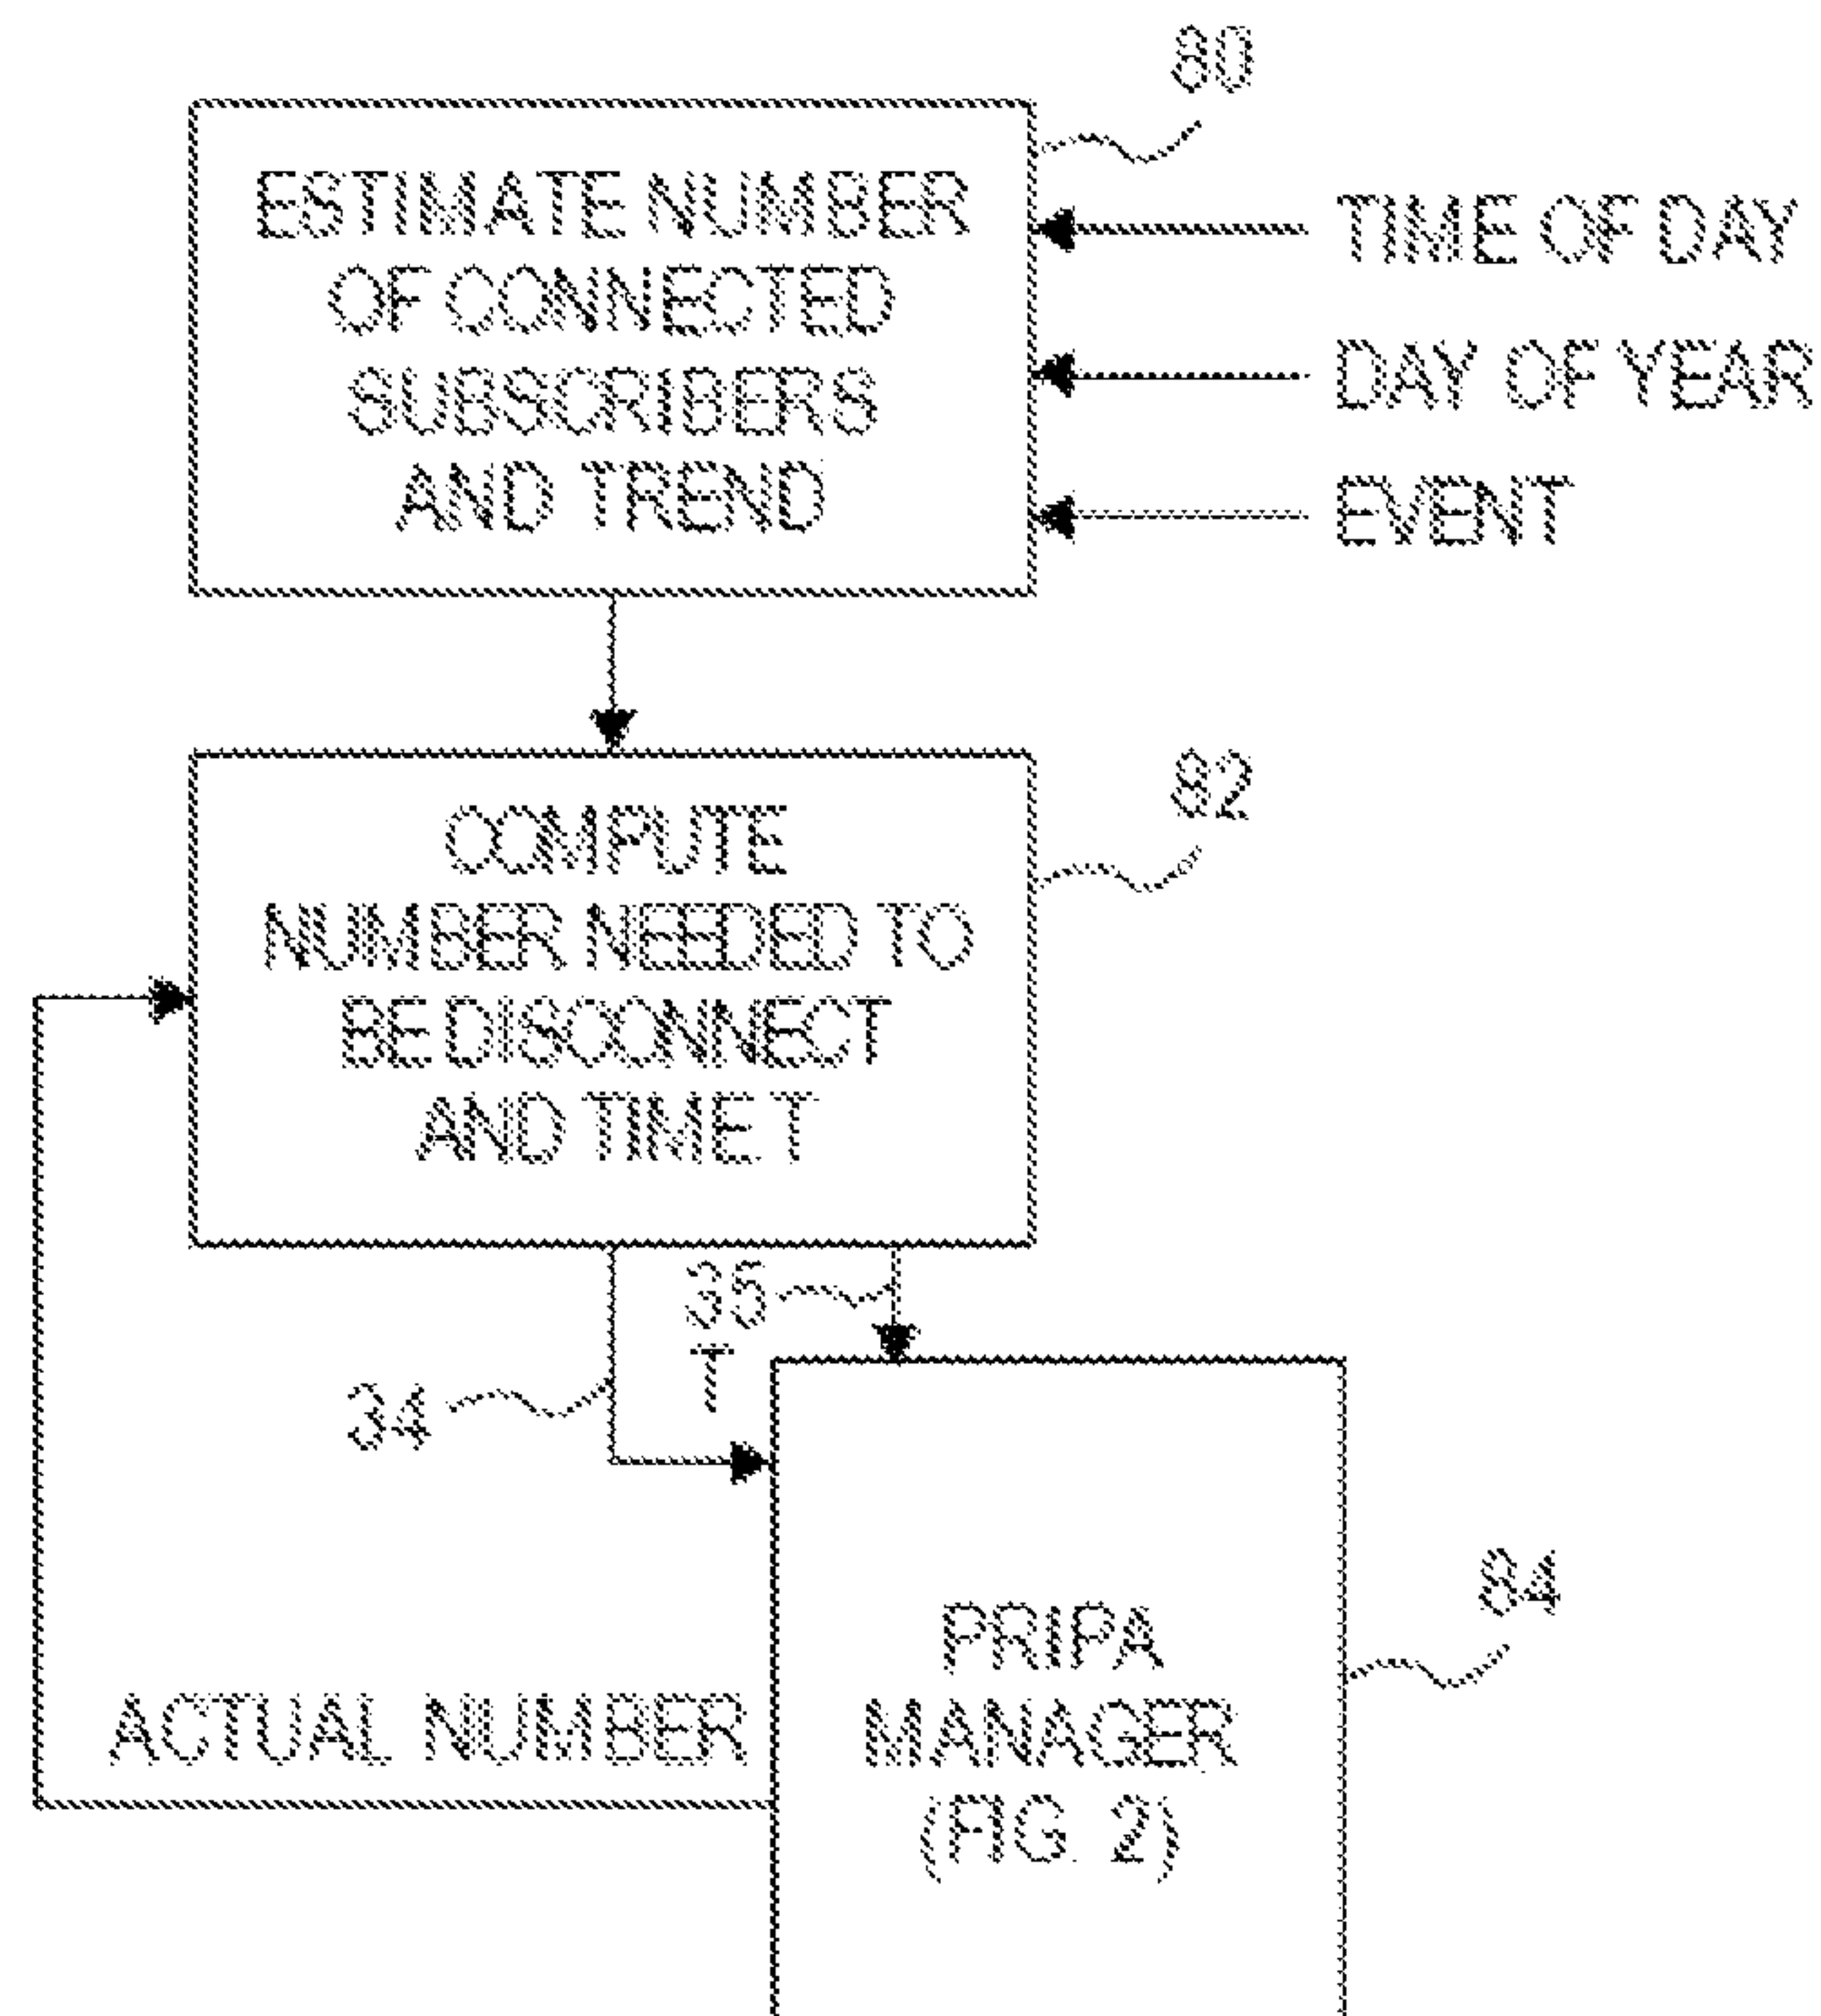 80
ESTIMATE NUMBER
OF CONNECTED
SUBSCRIBERS
AND TREND
TIME OF DAY
DAY OF YEAR
EVENT
82
COMPUTE
NUMBER NEEDED TO
BE DISCONNECT
AND TIME T
35
T
34
84
PRIPA
MANAGER
(FIG. 2)
ACTUAL NUMBER